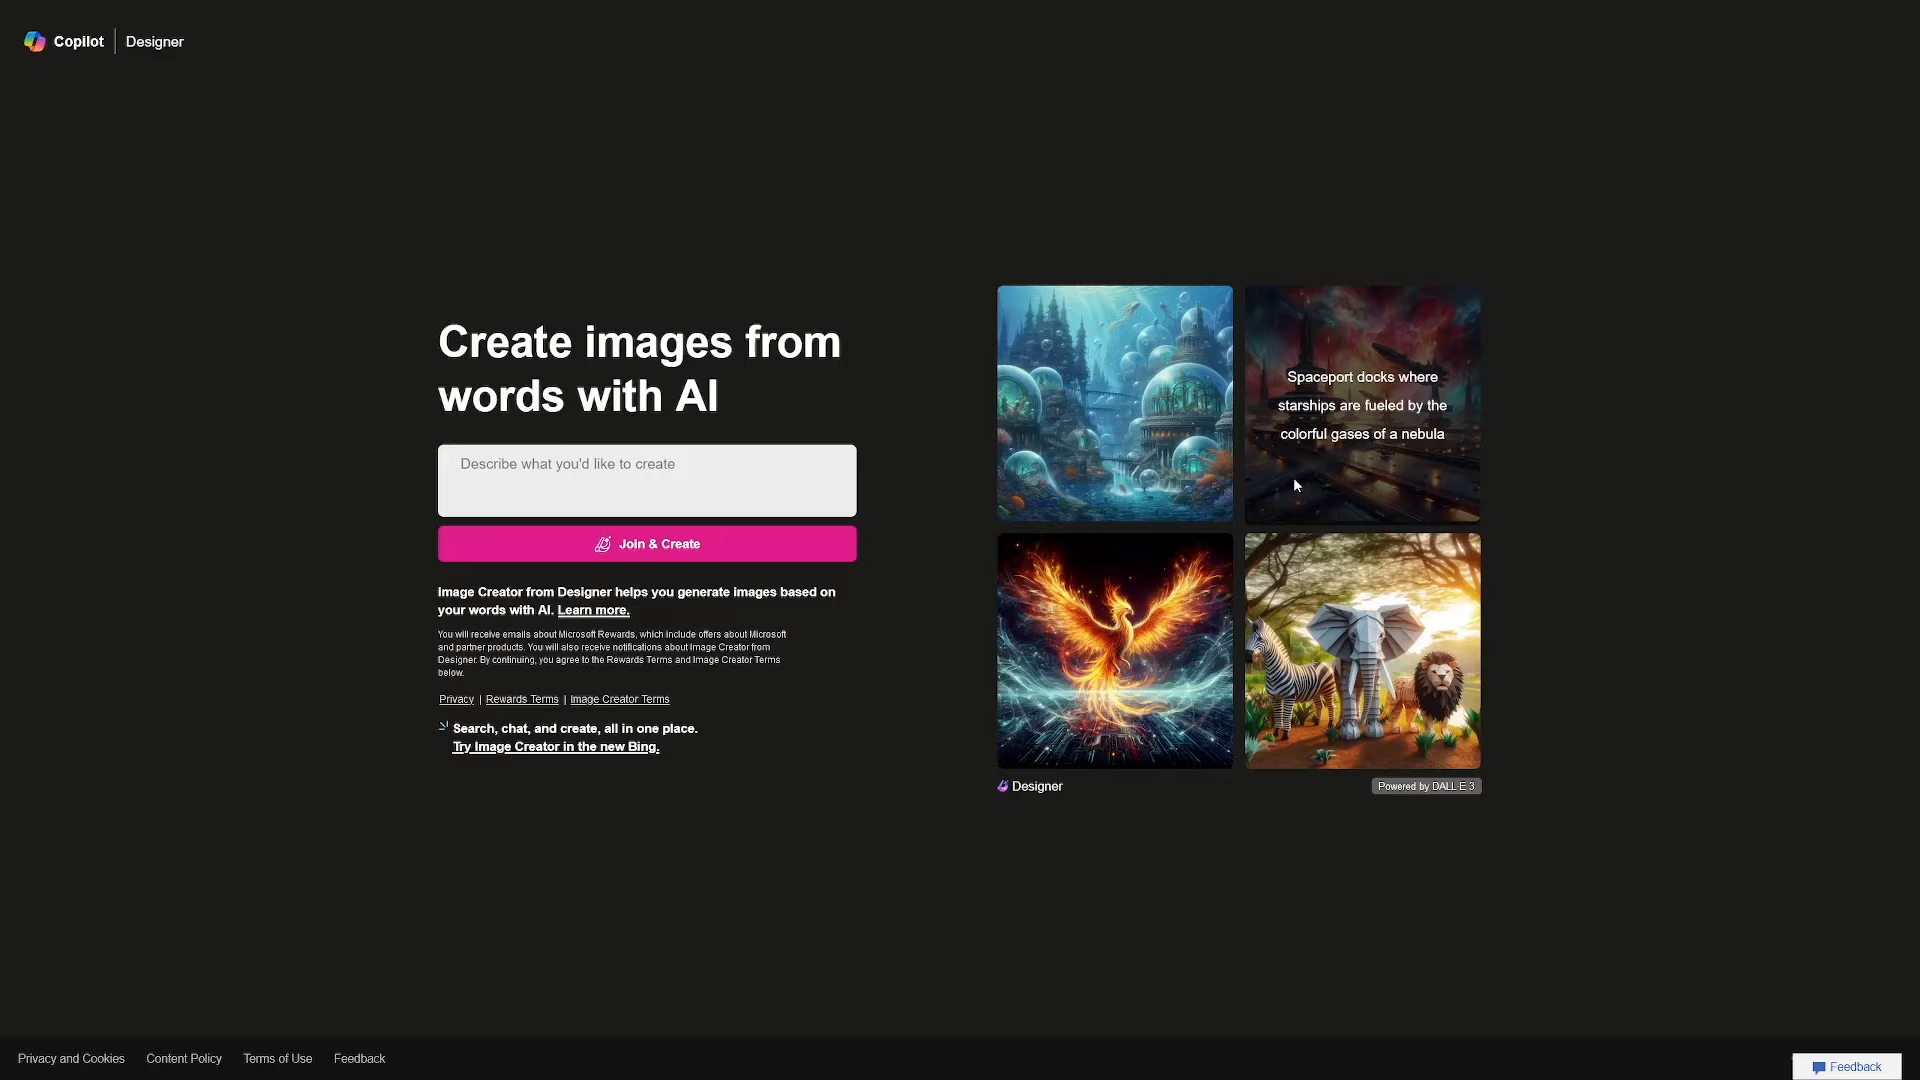 Copilot | Designer
Create images from
words with AI
Describe what you'd like to create
Join & Create
Image Creator from Designer helps you generate images based on
your words with AI. Learn more.
You will receive emails about Microsoft Rewards, which include offers about Microsoft
and partner products. You will also receive notifications about Image Creator from
Designer. By continuing, you agree to the Rewards Terms and Image Creator Terms
below.
Privacy | Rewards Terms | Image Creator Terms
Search, chat, and create, all in one place.
Try Image Creator in the new Bing.
Spaceport docks where
starships are fueled by the
colorful gases of a nebula
Designer
Powered by DALL·E 3
Privacy and Cookies Content Policy Terms of Use Feedback
Feedback